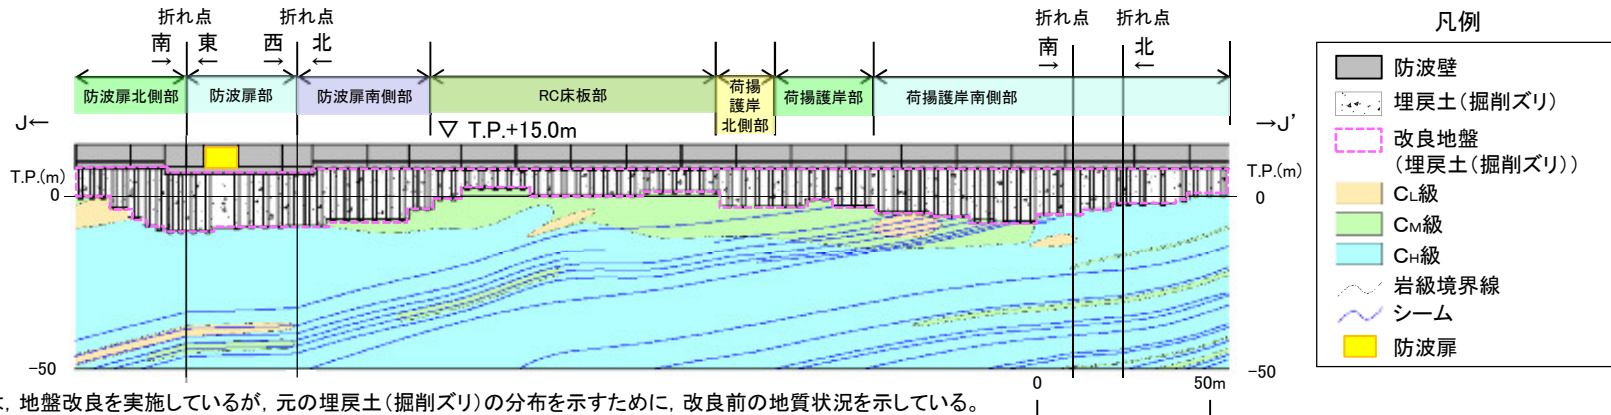 折れ点 折れ点 折れ点 折れ点 凡例
南→ 東← 西→ 北← 南→ 北←
防波扉北側部 防波扉部 防波扉南側部 RC床板部 荷揚護岸北側部 荷揚護岸部 荷揚護岸南側部
J← ▽ T.P.+15.0m →J'
T.P.(m) T.P.(m)
0 0
-50 -50
0 50m
防波壁
埋戻土(掘削ズリ)
改良地盤
(埋戻土(掘削ズリ))
CL級
CM級
CH級
岩級境界線
シーム
防波扉
,地盤改良を実施しているが,元の埋戻土(掘削ズリ)の分布を示すために,改良前の地質状況を示している。